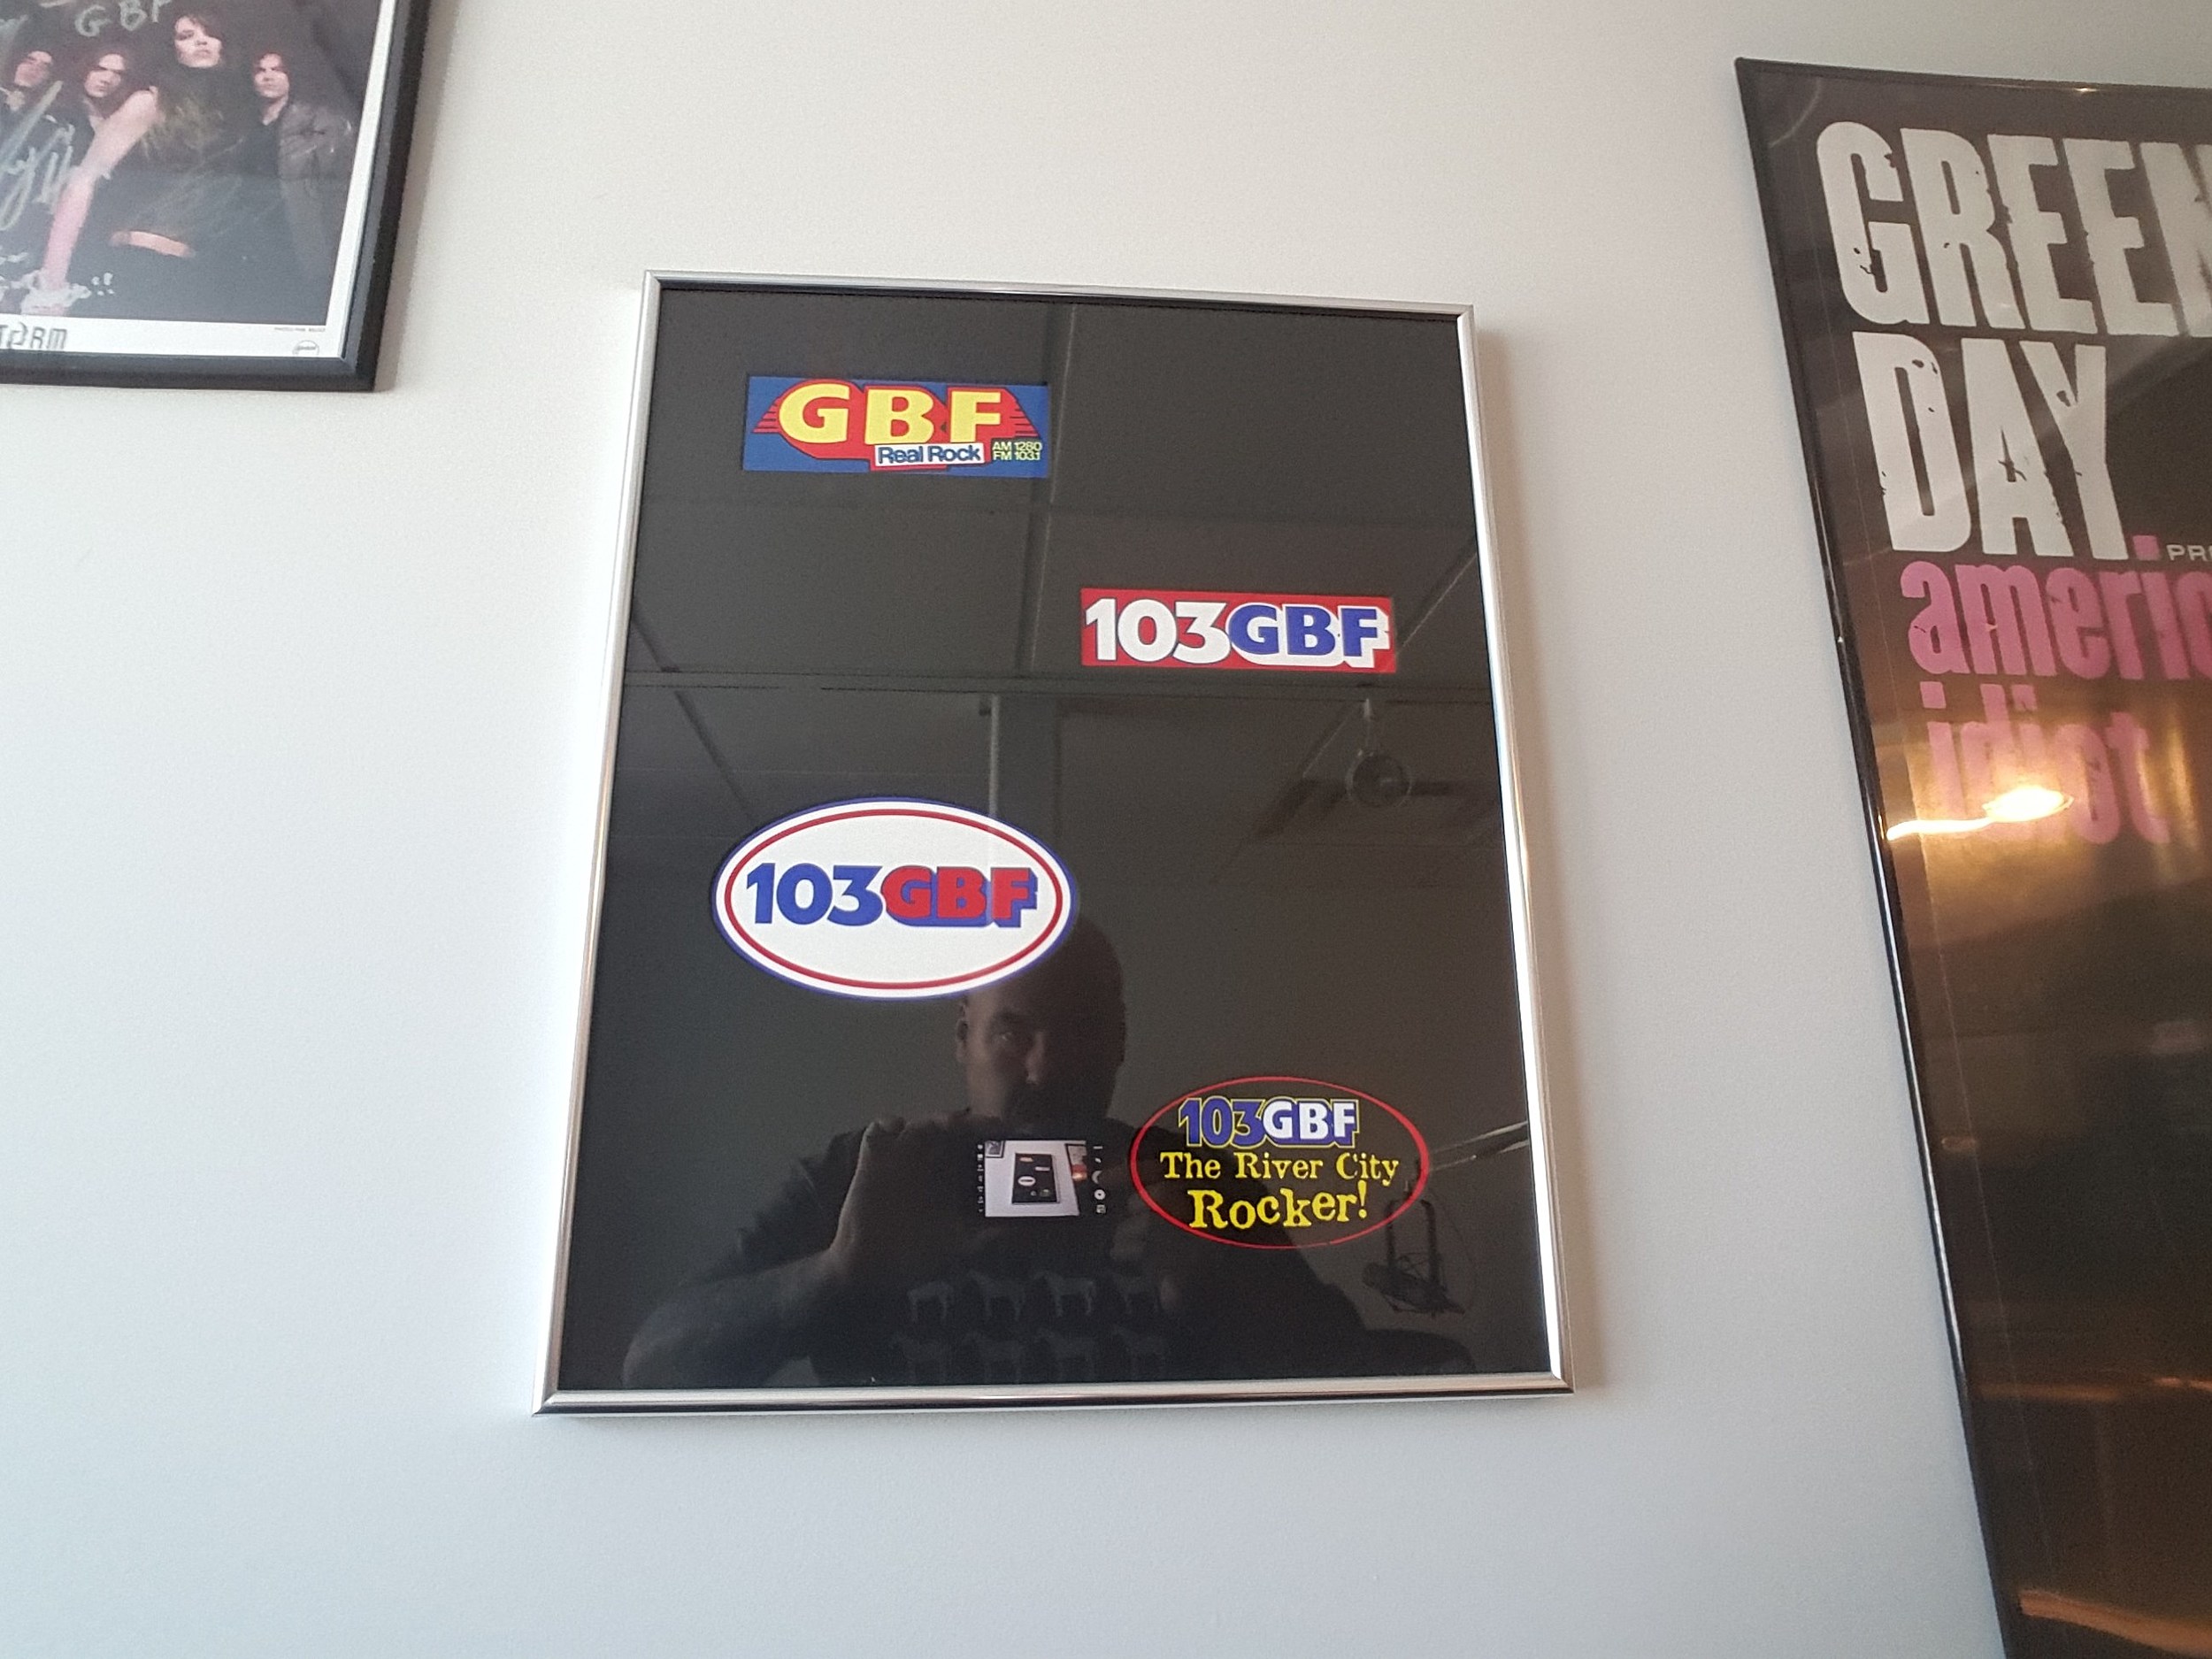 GBF
GBF
Real Rock
AM 1280
FM 103.1
103GBF
103GBF
103GBF
The River City
Rocker!
GREEN
DAY.
americ
idiot